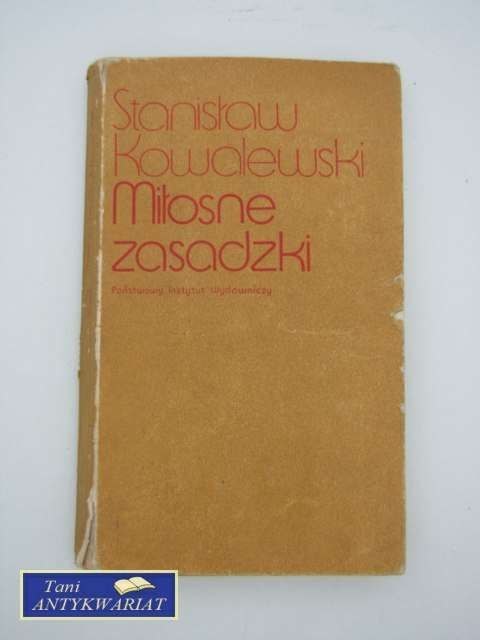 Stanisław
Kowalewski
Miłosne
zasadzki
Państwowy Instytut Wydawniczy
Tani
ANTYKWARIAT